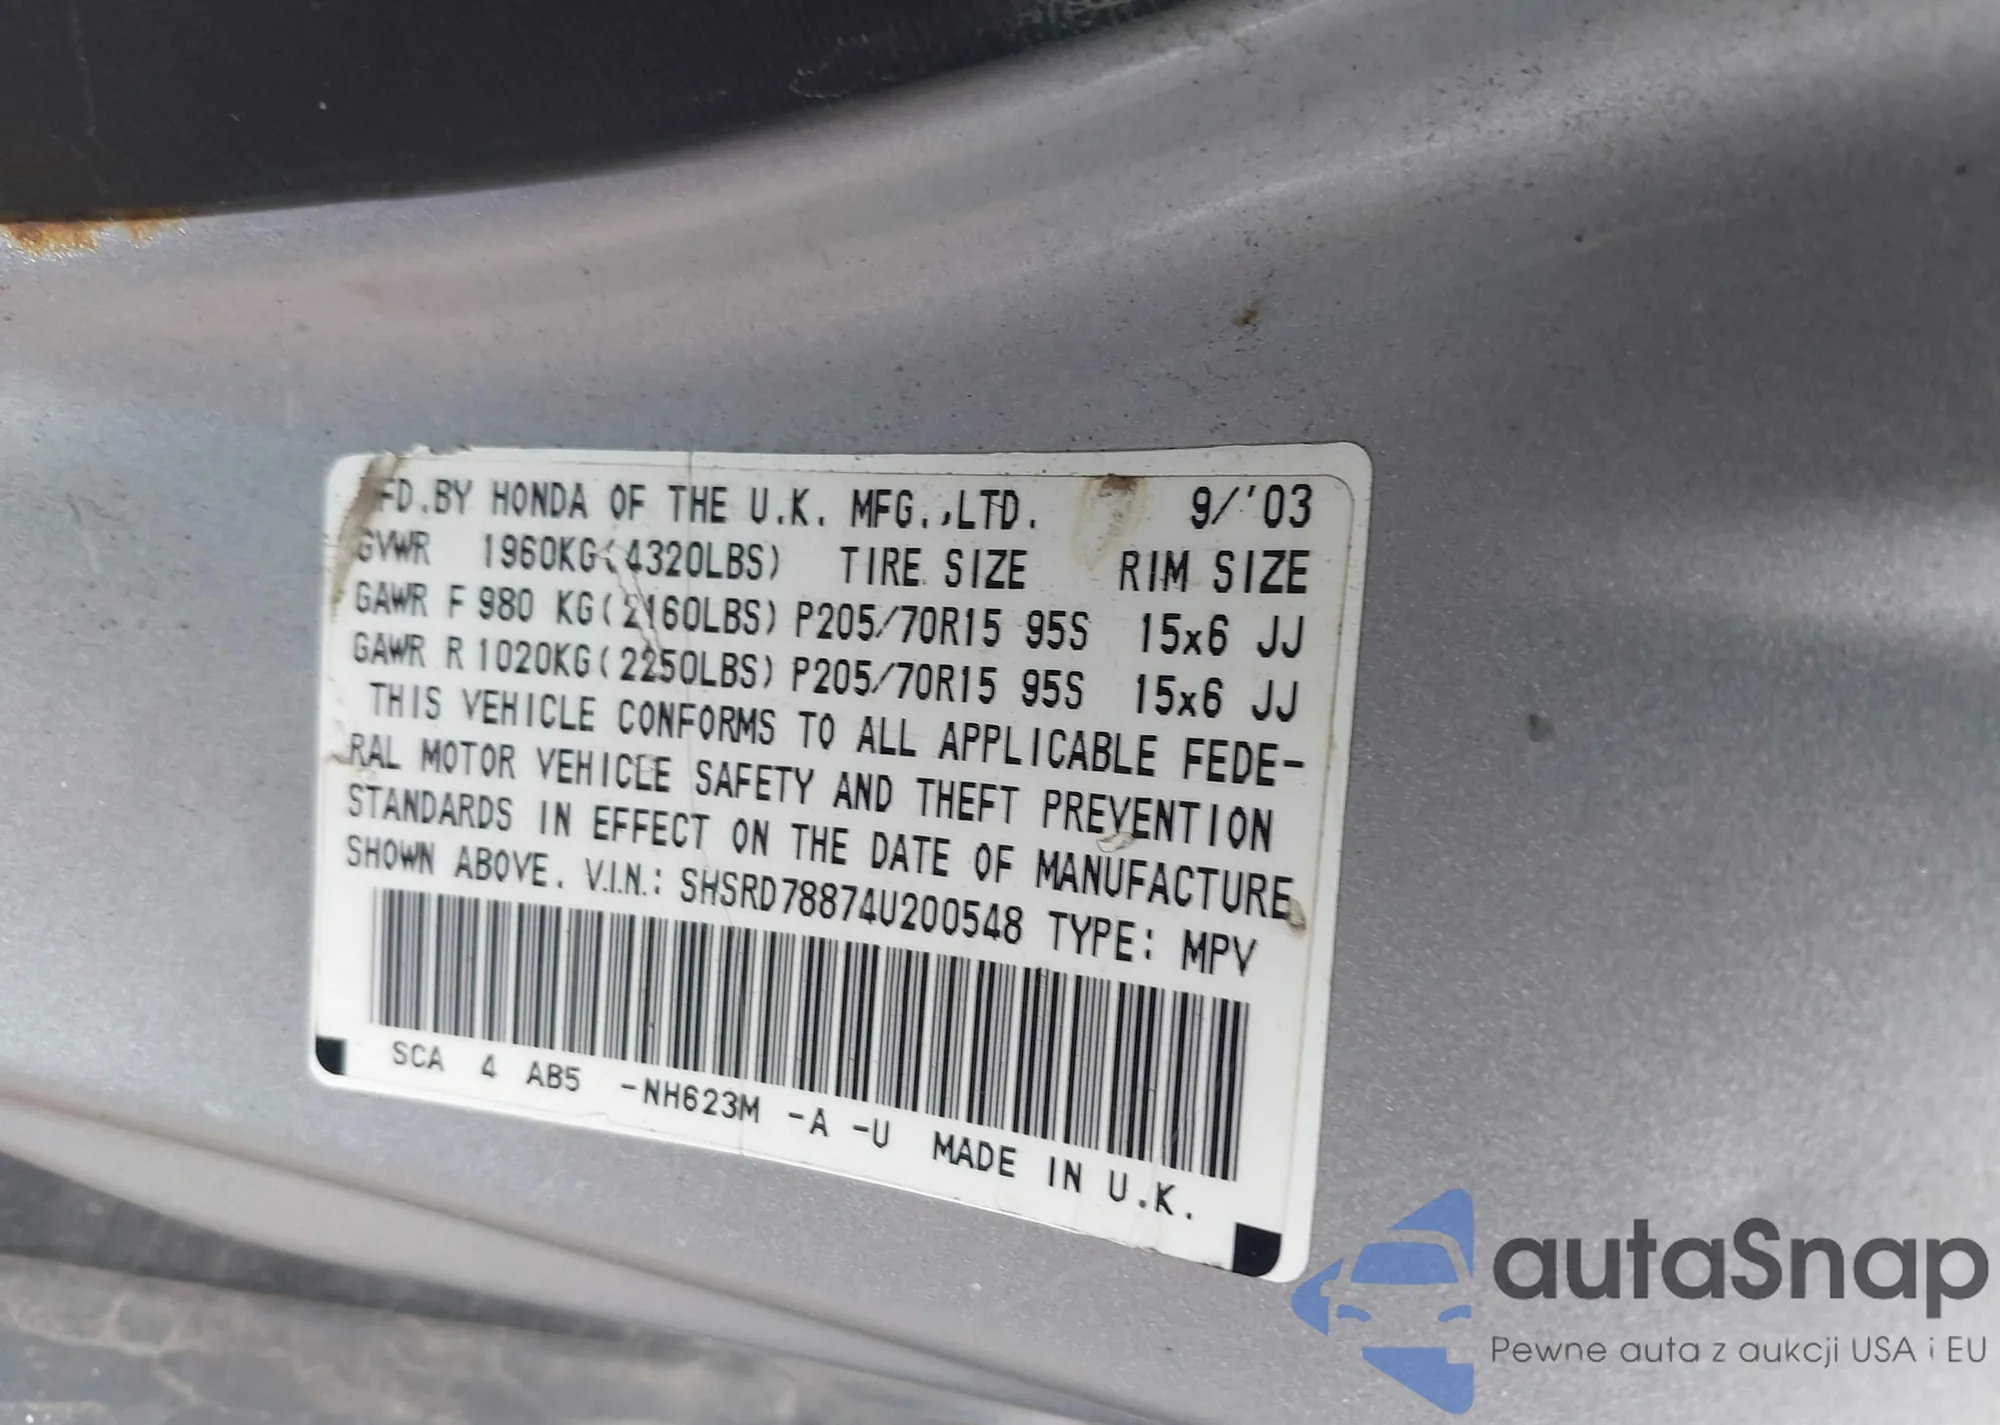 MFD.BY HONDA OF THE U.K. MFG.,LTD. 9/'03
GVWR 1960KG(4320LBS) TIRE SIZE RIM SIZE
GAWR F 980 KG(2160LBS) P205/70R15 95S 15x6 JJ
GAWR R 1020KG(2250LBS) P205/70R15 95S 15x6 JJ
THIS VEHICLE CONFORMS TO ALL APPLICABLE FEDE-
RAL MOTOR VEHICLE SAFETY AND THEFT PREVENTION
STANDARDS IN EFFECT ON THE DATE OF MANUFACTURE
SHOWN ABOVE. V.I.N.: SHSRD78874U200548 TYPE: MPV
SCA 4 AB5 -NH623M -A -U MADE IN U.K.
autaSnap
Pewne auta z aukcji USA i EU